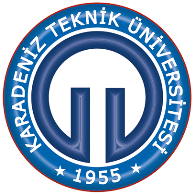 KARADENİZ TEKNİK ÜNİVERSİTESİ
★ 1955 ★